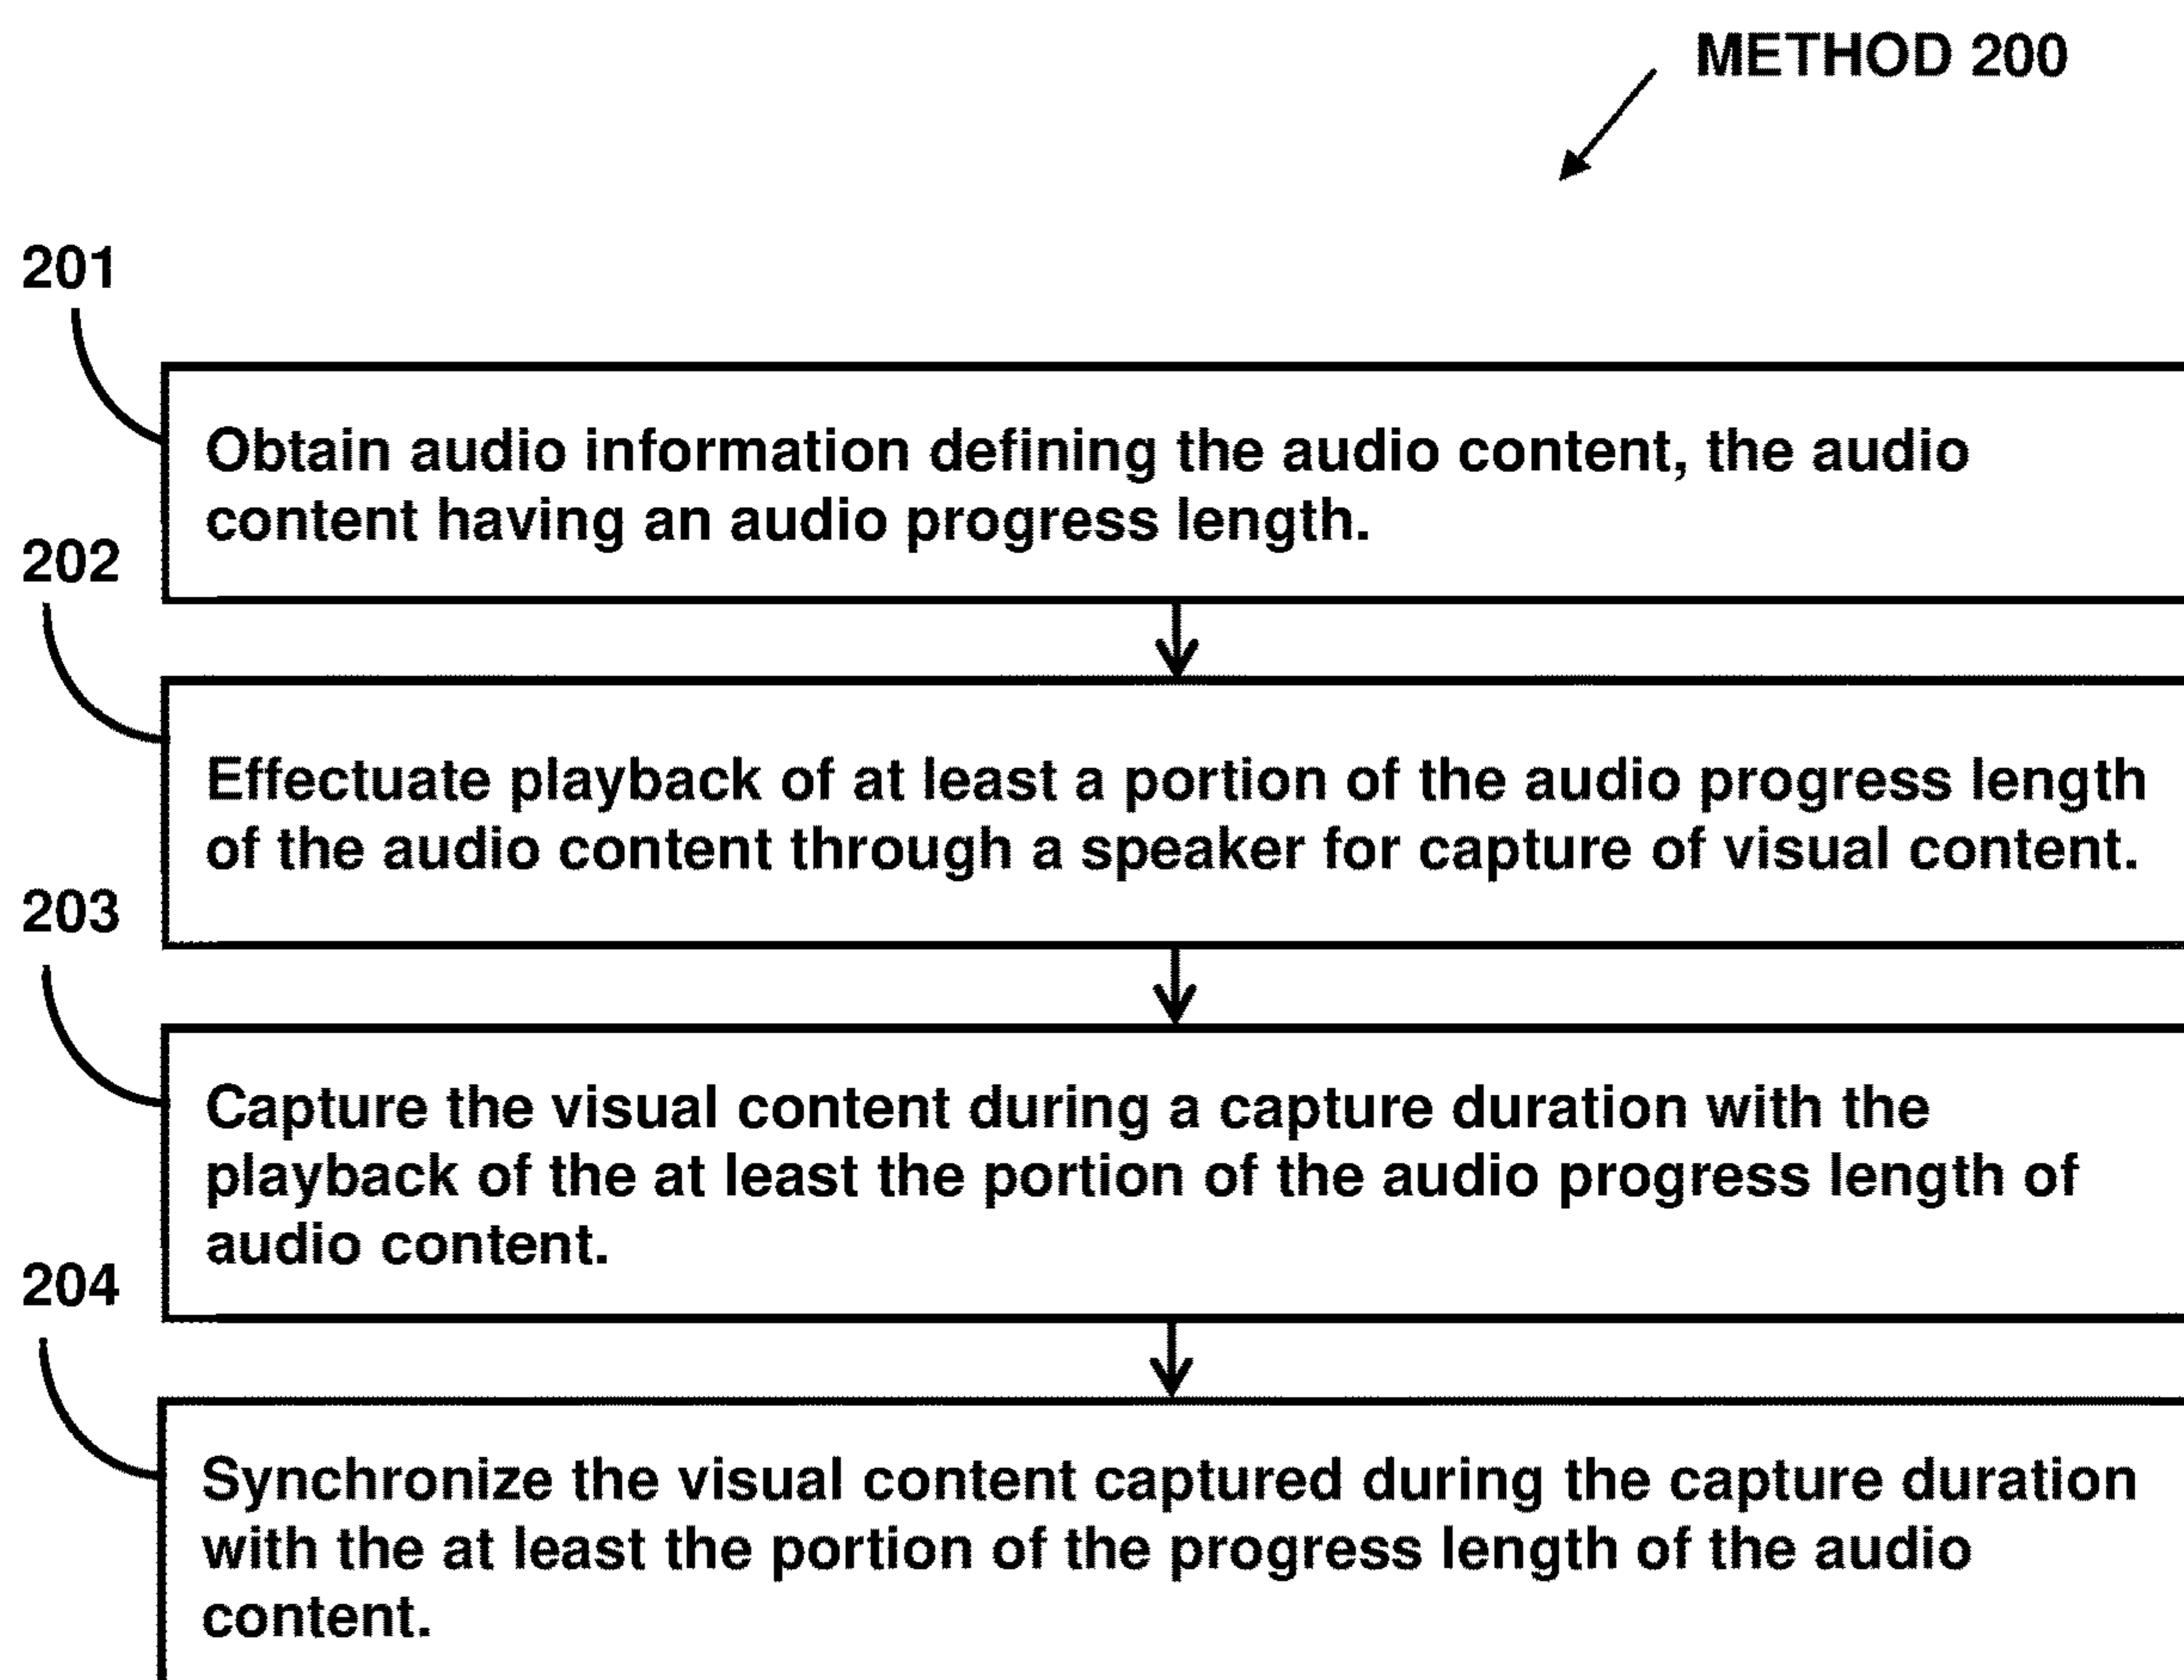 METHOD 200
201
Obtain audio information defining the audio content, the audio
content having an audio progress length.
202
Effectuate playback of at least a portion of the audio progress length
of the audio content through a speaker for capture of visual content.
203
Capture the visual content during a capture duration with the
playback of the at least the portion of the audio progress length of
audio content.
204
Synchronize the visual content captured during the capture duration
with the at least the portion of the progress length of the audio
content.